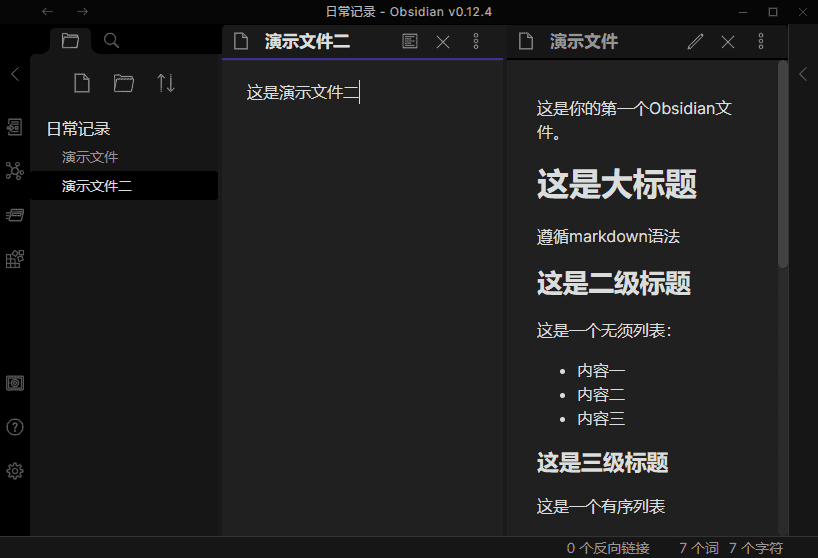 日常记录 - Obsidian v0.12.4
日常记录
演示文件
演示文件二
演示文件二
这是演示文件二
演示文件
这是你的第一个Obsidian文
件。
这是大标题
遵循markdown语法
这是二级标题
这是一个无须列表：
内容一
内容二
内容三
这是三级标题
这是一个有序列表
0 个反向链接 7 个词 7 个字符